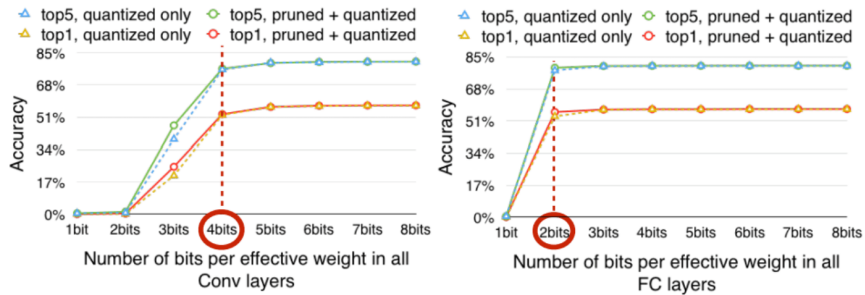 top5, quantized only top5, pruned + quantized
top1, quantized only top1, pruned + quantized
85%
68%
51%
34%
17%
0%
Accuracy
1bit 2bits 3bits 4bits 5bits 6bits 7bits 8bits
Number of bits per effective weight in all
Conv layers
top5, quantized only top5, pruned + quantized
top1, quantized only top1, pruned + quantized
85%
68%
51%
34%
17%
0%
Accuracy
1bit 2bits 3bits 4bits 5bits 6bits 7bits 8bits
Number of bits per effective weight in all
FC layers